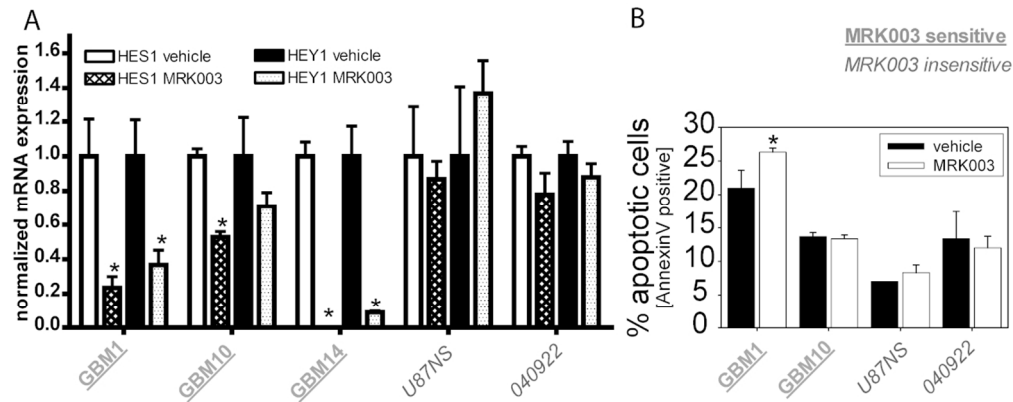 A
normalized mRNA expression
1.6
1.4
1.2
1.0
0.8
0.6
0.4
0.2
0.0
HES1 vehicle
HEY1 vehicle
HES1 MRK003
HEY1 MRK003
*
*
*
*
*
GBM1
GBM10
GBM14
U87NS
040922
B
MRK003 sensitive
MRK003 insensitive
% apoptotic cells
[AnnexinV positive]
30
25
20
15
10
5
0
vehicle
MRK003
*
GBM1
GBM10
U87NS
040922